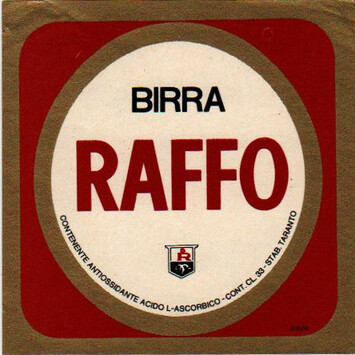 BIRRA
RAFFO
R
CONTENENTE ANTIOSSIDANTE ACIDO L-ASCORBICO - CONT. CL. 33 - STAB. TARANTO